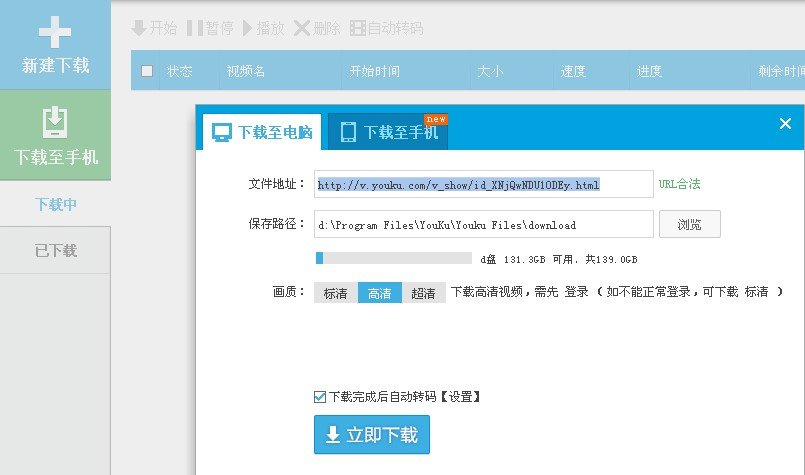 新建下载
下载至手机
下载中
已下载
开始 暂停 播放 删除 自动转码
状态 视频名 开始时间 大小 速度 进度 剩余时间
下载至电脑 下载至手机 new
文件地址： http://v.youku.com/v_show/id_XNjQwNDU1ODEy.html URL合法
保存路径： d:\Program Files\YouKu\Youku Files\download 浏览
d盘 131.3GB 可用，共139.0GB
画质： 标清 高清 超清 下载高清视频，需先 登录 （ 如不能正常登录，可下载 标清 ）
下载完成后自动转码【设置】
立即下载